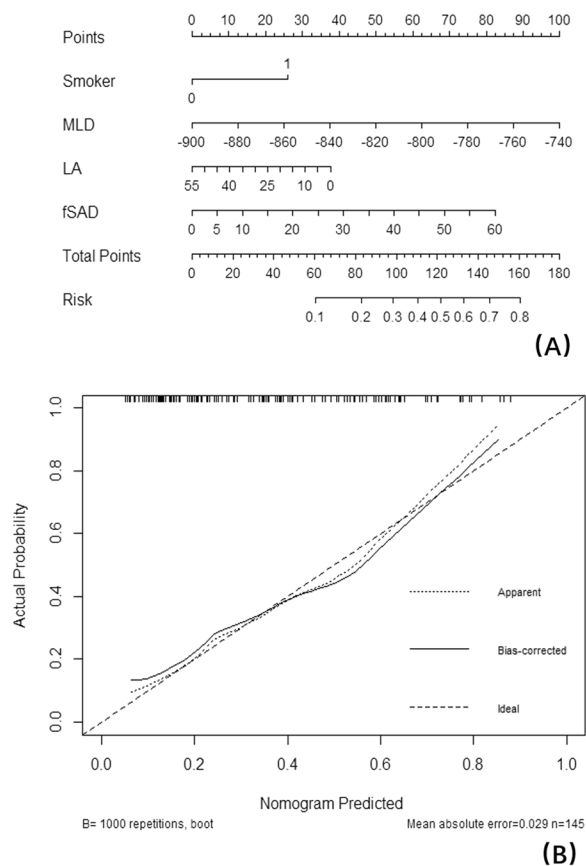 Points
0 10 20 30 40 50 60 70 80 90 100
Smoker
1
0
MLD
-900 -880 -860 -840 -820 -800 -780 -760 -740
LA
55 40 25 10 0
fSAD
0 5 10 20 30 40 60
Total Points
0 20 40 60 80 100 120 140 160 180
Risk
0.1 0.2 0.3 0.4 0.5 0.6 0.7 0.8
(A)
Actual Probability
1.0
0.8
0.6
0.4
0.2
0.0
Apparent
Bias-corrected
Ideal
0.0 0.2 0.4 0.6 0.8 1.0
Nomogram Predicted
B= 1000 repetitions, boot Mean absolute error=0.029 n=145
(B)